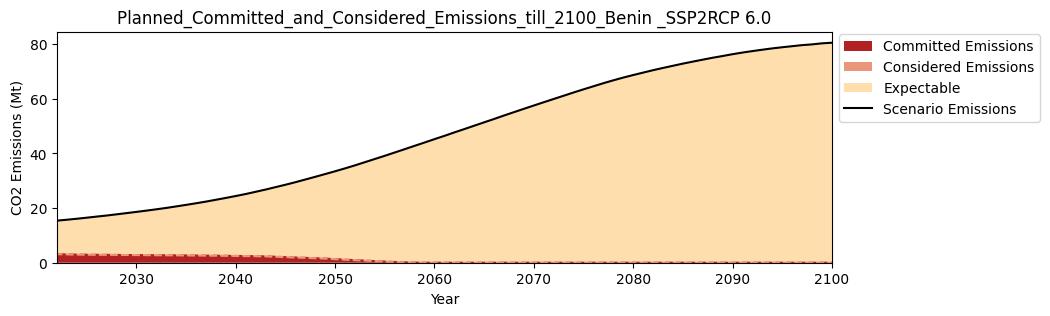 Planned_Committed_and_Considered_Emissions_till_2100_Benin _SSP2RCP 6.0
80
60
40
20
0
CO2 Emissions (Mt)
2030 2040 2050 2060 2070 2080 2090 2100
Year
Committed Emissions
Considered Emissions
Expectable
Scenario Emissions